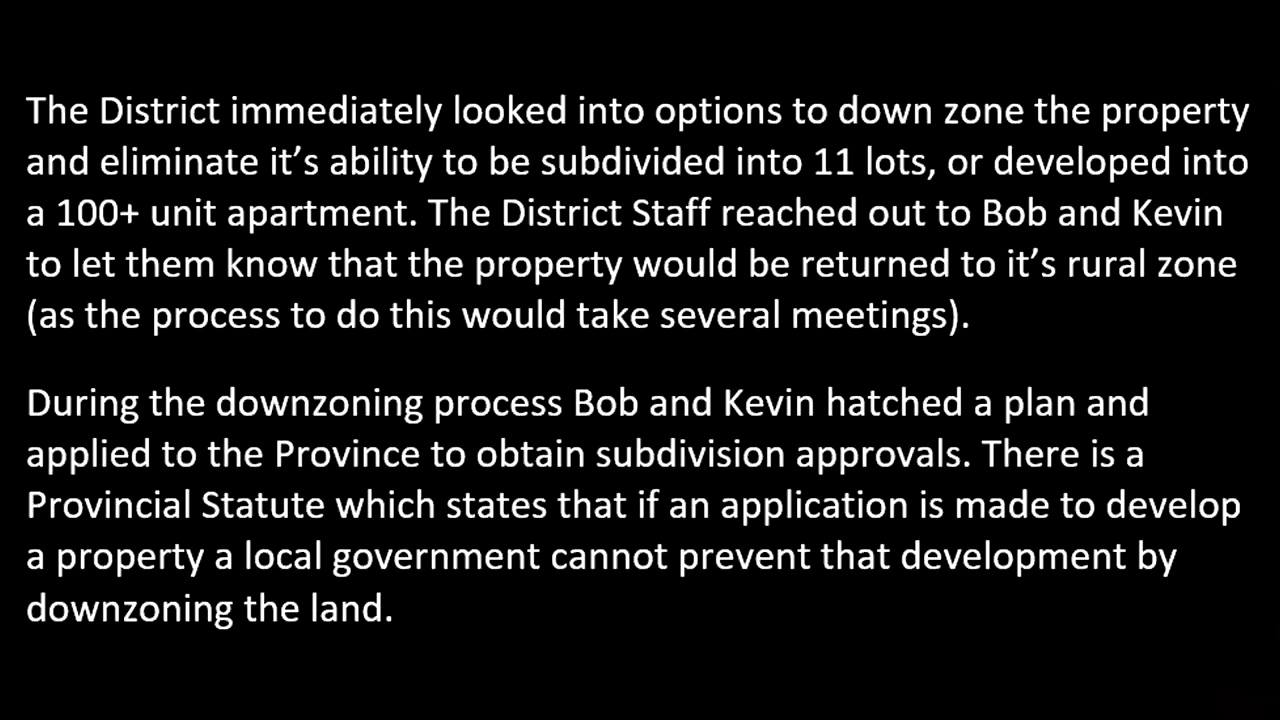 The District immediately looked into options to down zone the property
and eliminate it’s ability to be subdivided into 11 lots, or developed into
a 100+ unit apartment. The District Staff reached out to Bob and Kevin
to let them know that the property would be returned to it’s rural zone
(as the process to do this would take several meetings).
During the downzoning process Bob and Kevin hatched a plan and
applied to the Province to obtain subdivision approvals. There is a
Provincial Statute which states that if an application is made to develop
a property a local government cannot prevent that development by
downzoning the land.